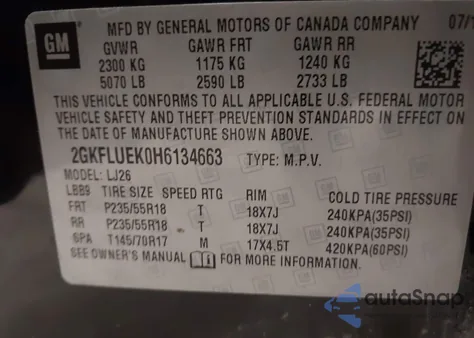 MFD BY GENERAL MOTORS OF CANADA COMPANY 07/1
GM
GVWR GAWR FRT GAWR RR
2300 KG 1175 KG 1240 KG
5070 LB 2590 LB 2733 LB
THIS VEHICLE CONFORMS TO ALL APPLICABLE U.S. FEDERAL MOTOR
VEHICLE SAFETY AND THEFT PREVENTION STANDARDS IN EFFECT ON
THE DATE OF MANUFACTURE SHOWN ABOVE.
2GKFLUEK0H6134663 TYPE: M.P.V.
MODEL: LJ26
LBB9 TIRE SIZE SPEED RTG RIM COLD TIRE PRESSURE
FRT P235/55R18 T 18X7J 240KPA(35PSI)
RR P235/55R18 T 18X7J 240KPA(35PSI)
SPA T145/70R17 M 17X4.5T 420KPA(60PSI)
SEE OWNER'S MANUAL FOR MORE INFORMATION.
autoSnap